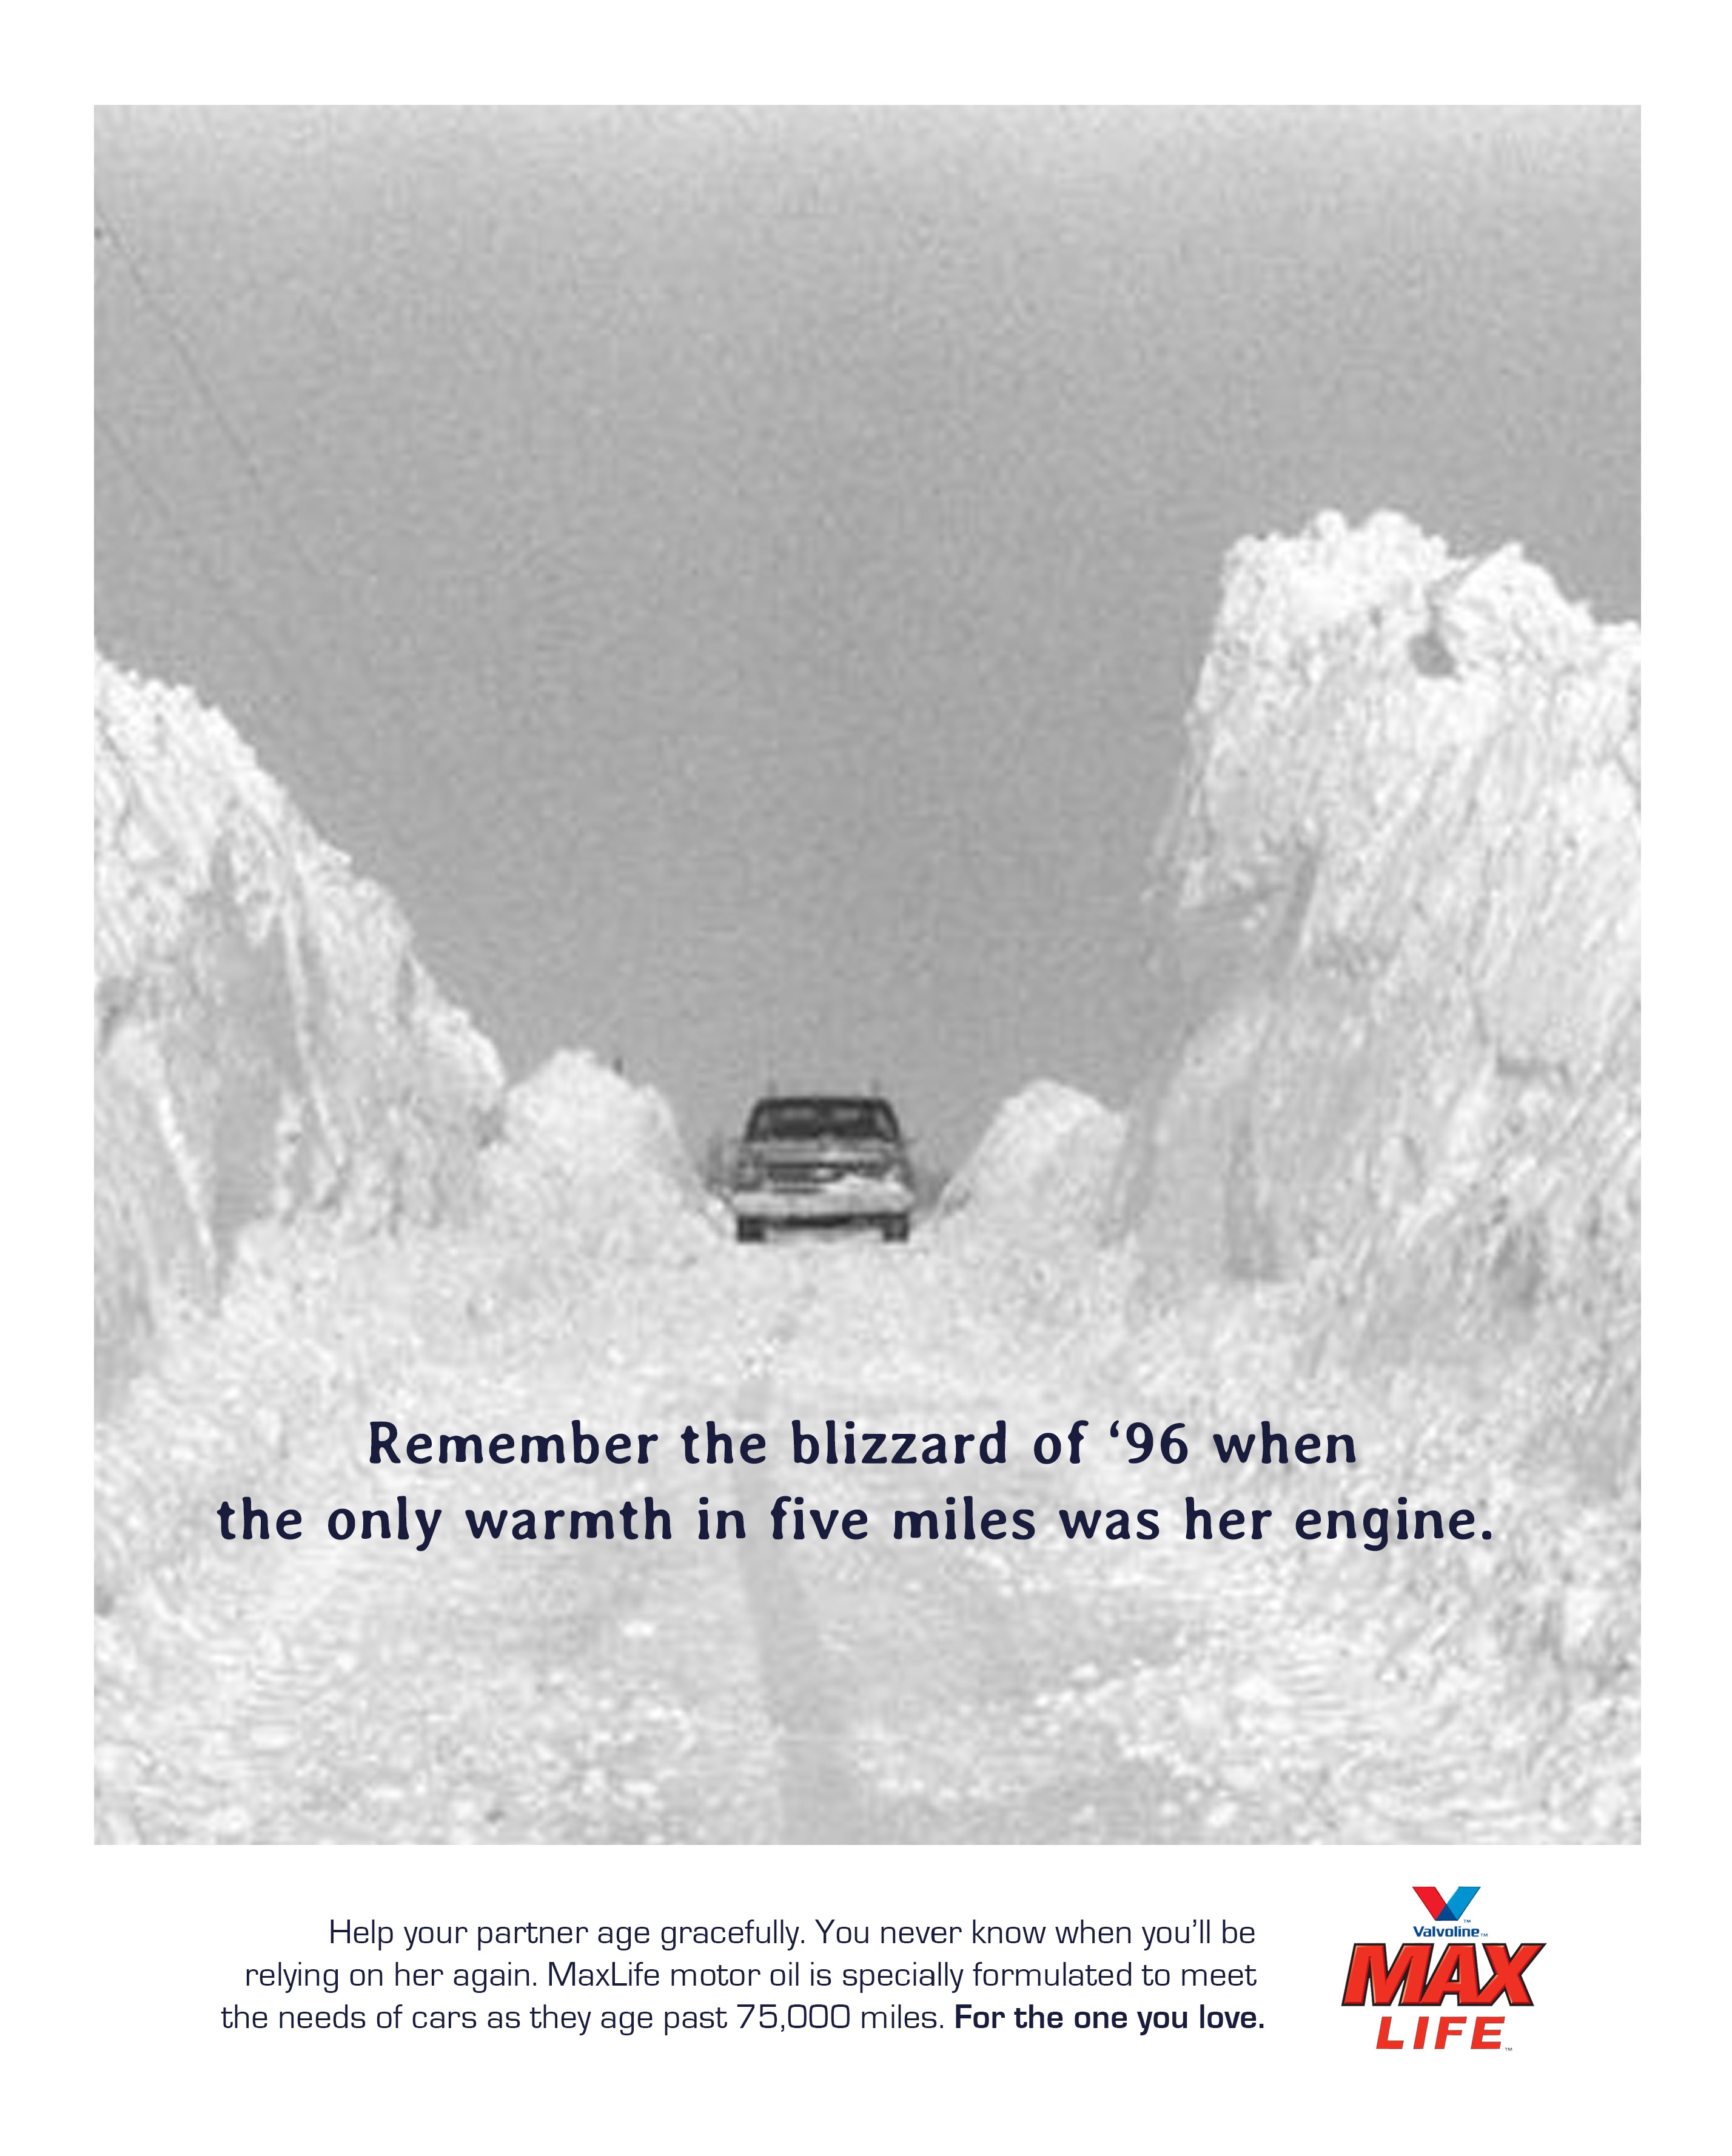 Remember the blizzard of ‘96 when
the only warmth in five miles was her engine.
Help your partner age gracefully. You never know when you’ll be
relying on her again. MaxLife motor oil is specially formulated to meet
the needs of cars as they age past 75,000 miles. For the one you love.
Valvoline™
MAX
LIFE™